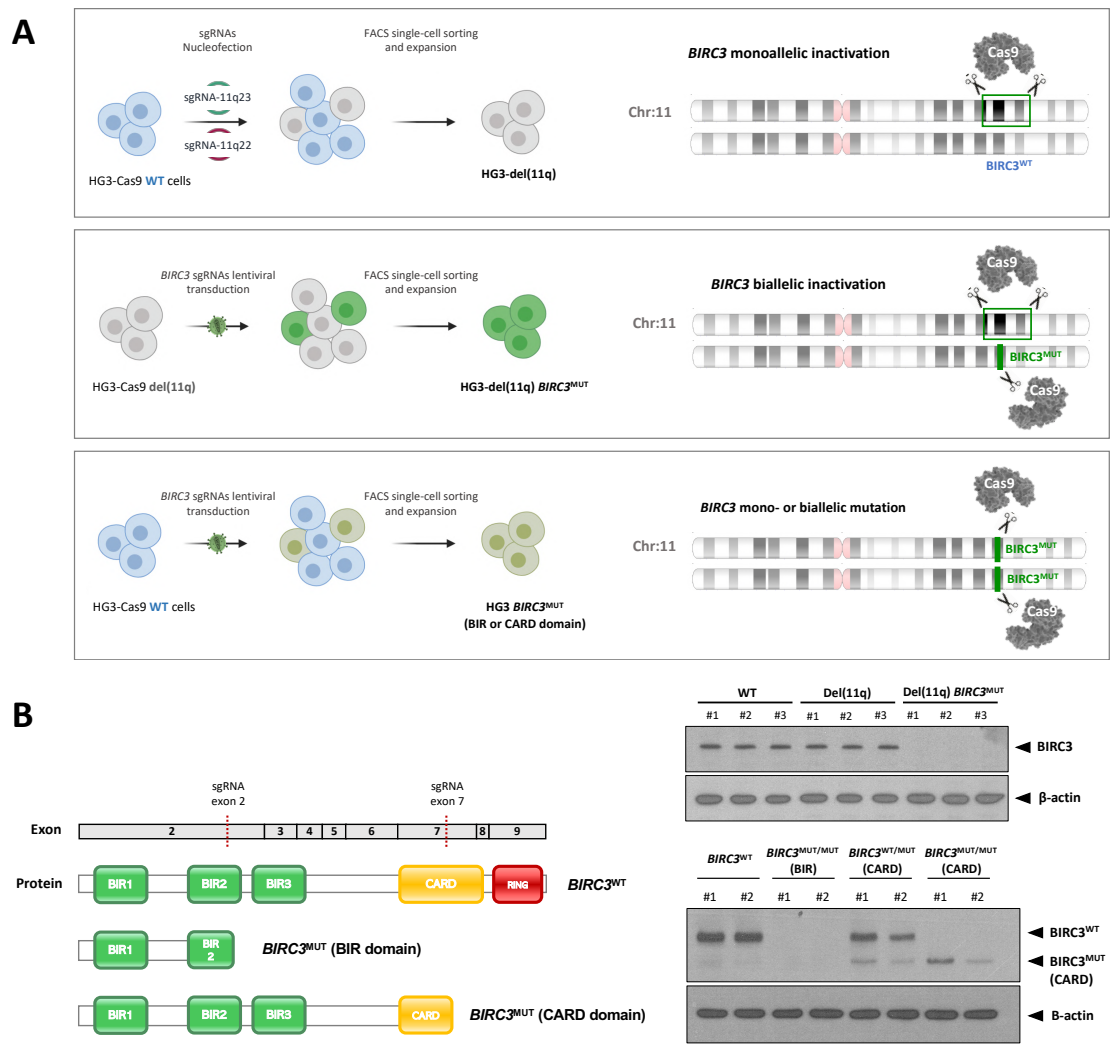 A
sgRNAs
Nucleofection
sgRNA-11q23
sgRNA-11q22
HG3-Cas9 WT cells
FACS single-cell sorting
and expansion
HG3-del(11q)
BIRC3 monoallelic inactivation
Cas9
Chr:11
BIRC3WT
BIRC3 sgRNAs lentiviral
transduction
HG3-Cas9 del(11q)
FACS single-cell sorting
and expansion
HG3-del(11q) BIRC3MUT
BIRC3 biallelic inactivation
Cas9
Chr:11
BIRC3MUT
Cas9
BIRC3 sgRNAs lentiviral
transduction
HG3-Cas9 WT cells
FACS single-cell sorting
and expansion
HG3 BIRC3MUT
(BIR or CARD domain)
BIRC3 mono- or biallelic mutation
Cas9
Chr:11
BIRC3MUT
BIRC3MUT
Cas9
B
sgRNA
exon 2
sgRNA
exon 7
Exon 2 3 4 5 6 7 8 9
Protein BIR1 BIR2 BIR3 CARD RING BIRC3WT
BIR1 BIR
2 BIRC3MUT (BIR domain)
BIR1 BIR2 BIR3 CARD BIRC3MUT (CARD domain)
WT Del(11q) Del(11q) BIRC3MUT
#1 #2 #3 #1 #2 #3 #1 #2 #3
BIRC3
β-actin
BIRC3WT BIRC3MUT/MUT (BIR) BIRC3WT/MUT (CARD) BIRC3MUT/MUT (CARD)
#1 #2 #1 #2 #1 #2 #1 #2
BIRC3WT
BIRC3MUT
(CARD)
B-actin